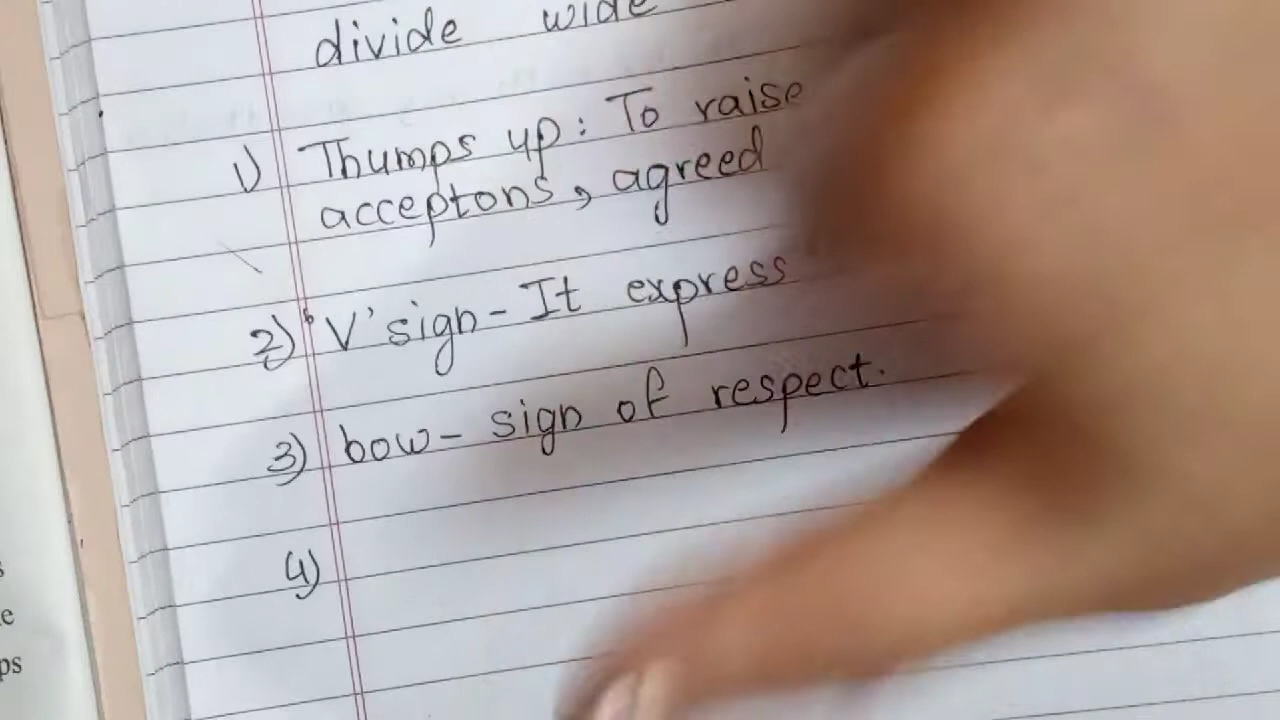 divide wide
1) Thumps up: To raise
acceptons, agreed
2) 'V' sign - It express
3) bow - sign of respect.
4)
ps